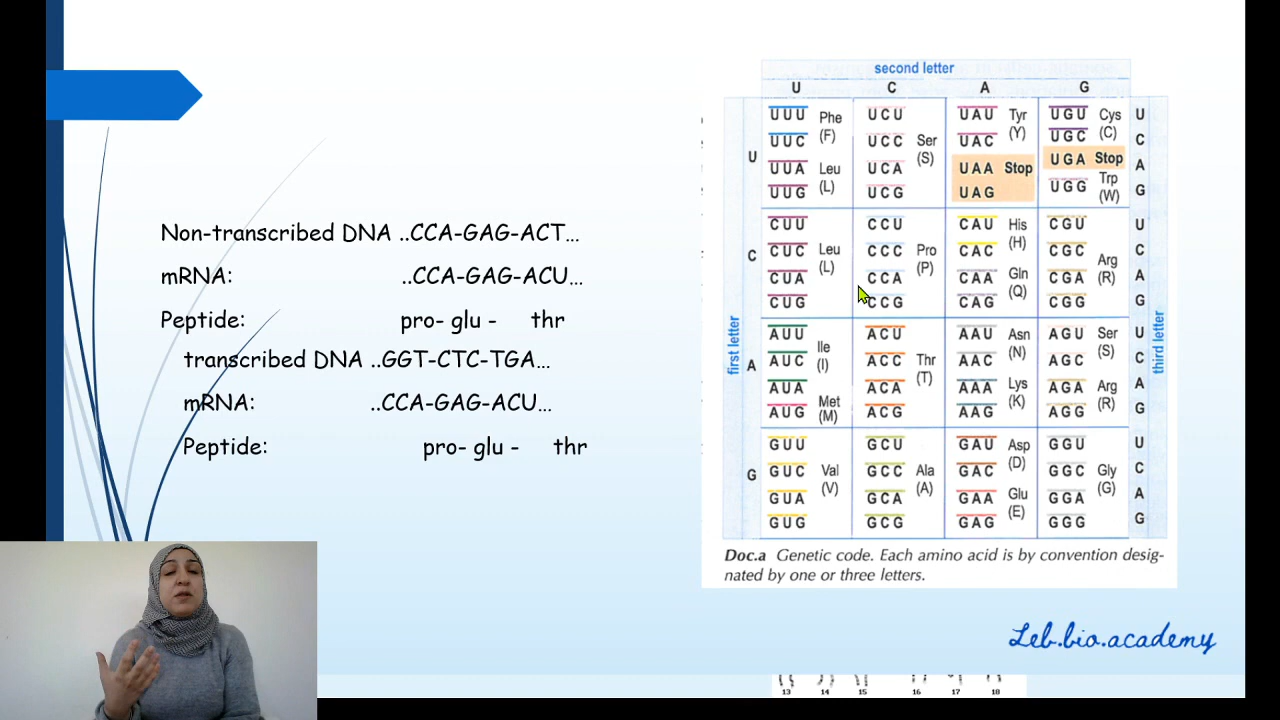 Non-transcribed DNA ..CCA-GAG-ACT...
mRNA: ..CCA-GAG-ACU...
Peptide: pro- glu - thr
transcribed DNA ..GGT-CTC-TGA...
mRNA: ..CCA-GAG-ACU...
Peptide: pro- glu - thr
second letter
U C A G
first letter
third letter
U
UUU Phe (F) UCU Ser (S) UAU Tyr (Y) UGU Cys (C) U
UUC UCC UAC UGC C
UUA Leu (L) UCA UAA Stop UGA Stop A
UUG UCG UAG UGG Trp (W) G
C
CUU Leu (L) CCU Pro (P) CAU His (H) CGU Arg (R) U
CUC CCC CAC CGC C
CUA CCA CAA Gln (Q) CGA A
CUG CCG CAG CGG G
A
AUU Ile (I) ACU Thr (T) AAU Asn (N) AGU Ser (S) U
AUC ACC AAC AGC C
AUA ACA AAA Lys (K) AGA Arg (R) A
AUG Met (M) ACG AAG AGG G
G
GUU Val (V) GCU Ala (A) GAU Asp (D) GGU Gly (G) U
GUC GCC GAC GGC C
GUA GCA GAA Glu (E) GGA A
GUG GCG GAG GGG G
Doc.a Genetic code. Each amino acid is by convention desig-
nated by one or three letters.
Leb.bio.academy
13 14 15 16 17 18